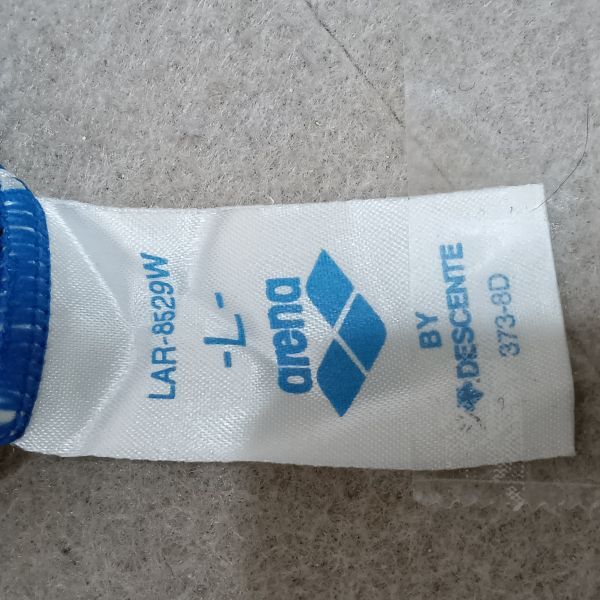 LAR-8529W
-L-
arena
BY
DESCENTE
373-8D